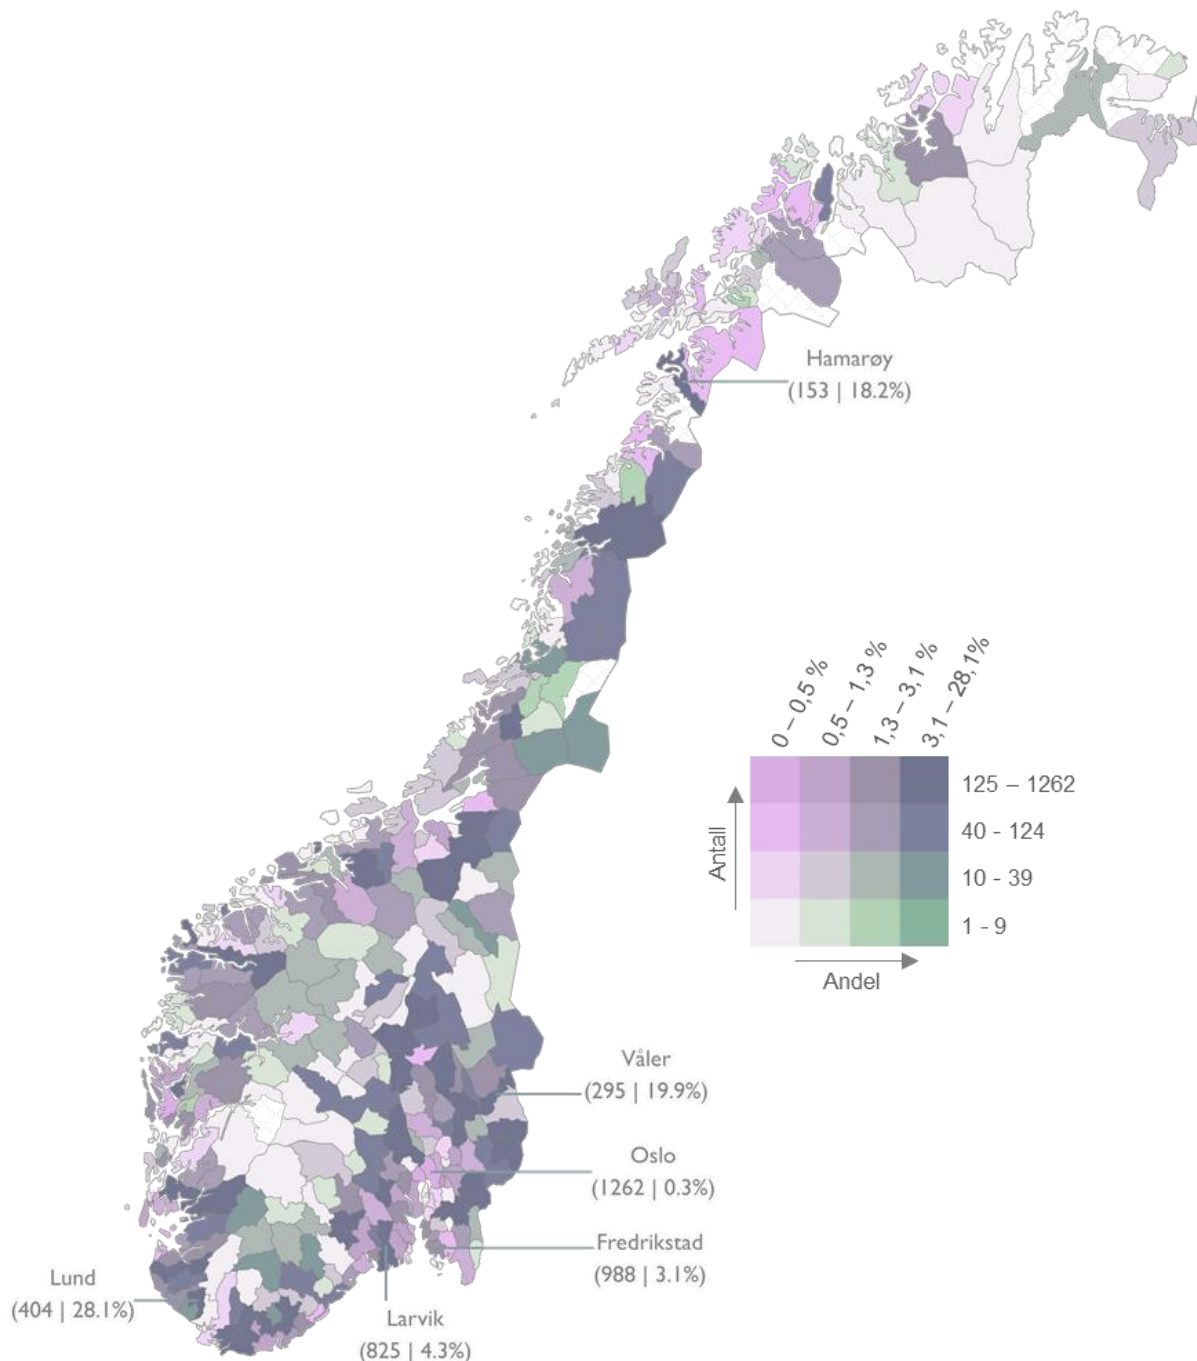 Hamarøy
(153 | 18.2%)
0 – 0,5 %
0,5 – 1,3 %
1,3 – 3,1 %
3,1 – 28,1%
125 – 1262
40 - 124
10 - 39
1 - 9
Antall
Andel
Våler
(295 | 19.9%)
Oslo
(1262 | 0.3%)
Fredrikstad
(988 | 3.1%)
Lund
(404 | 28.1%)
Larvik
(825 | 4.3%)